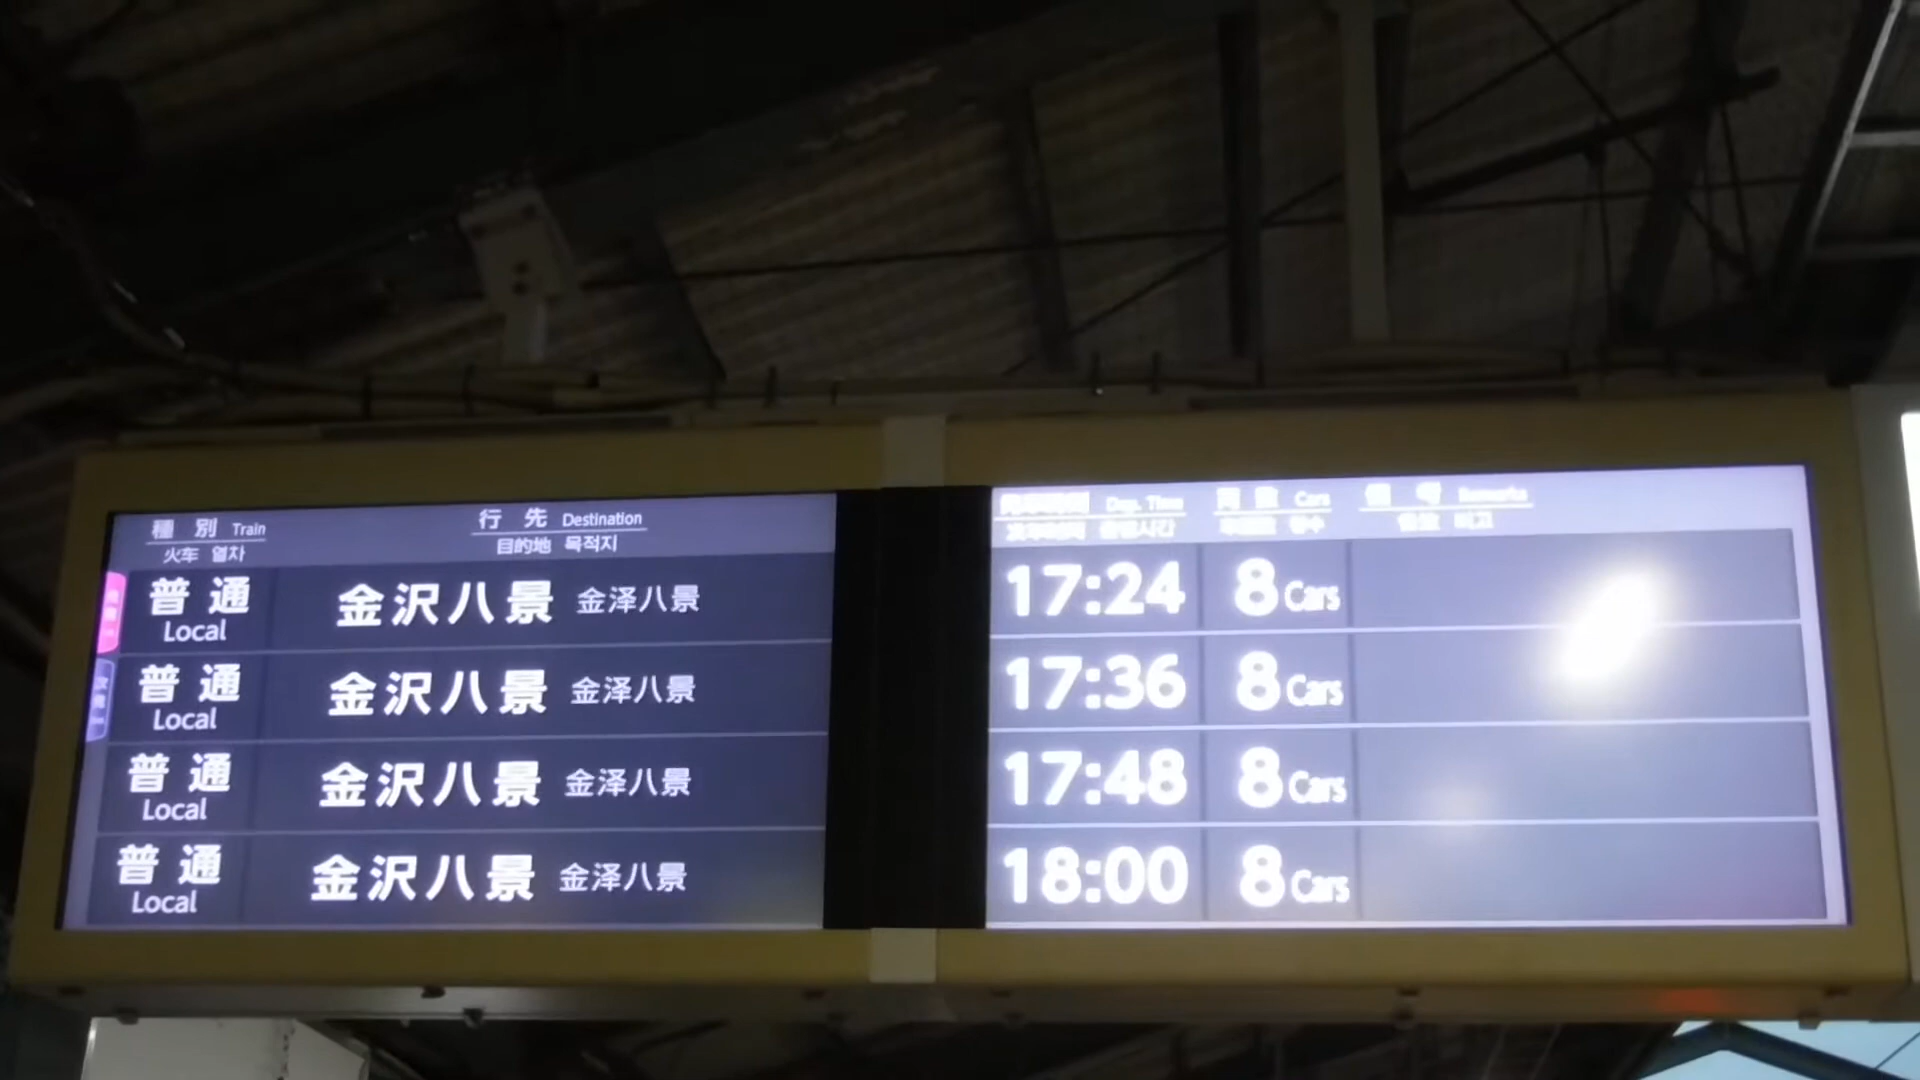 種別 Train 行先 Destination Dep. Time Cars Remarks
火车 열차 目的地 목적지
普通 金沢八景 金泽八景 17:24 8 Cars
Local
普通 金沢八景 金泽八景 17:36 8 Cars
Local
普通 金沢八景 金泽八景 17:48 8 Cars
Local
普通 金沢八景 金泽八景 18:00 8 Cars
Local